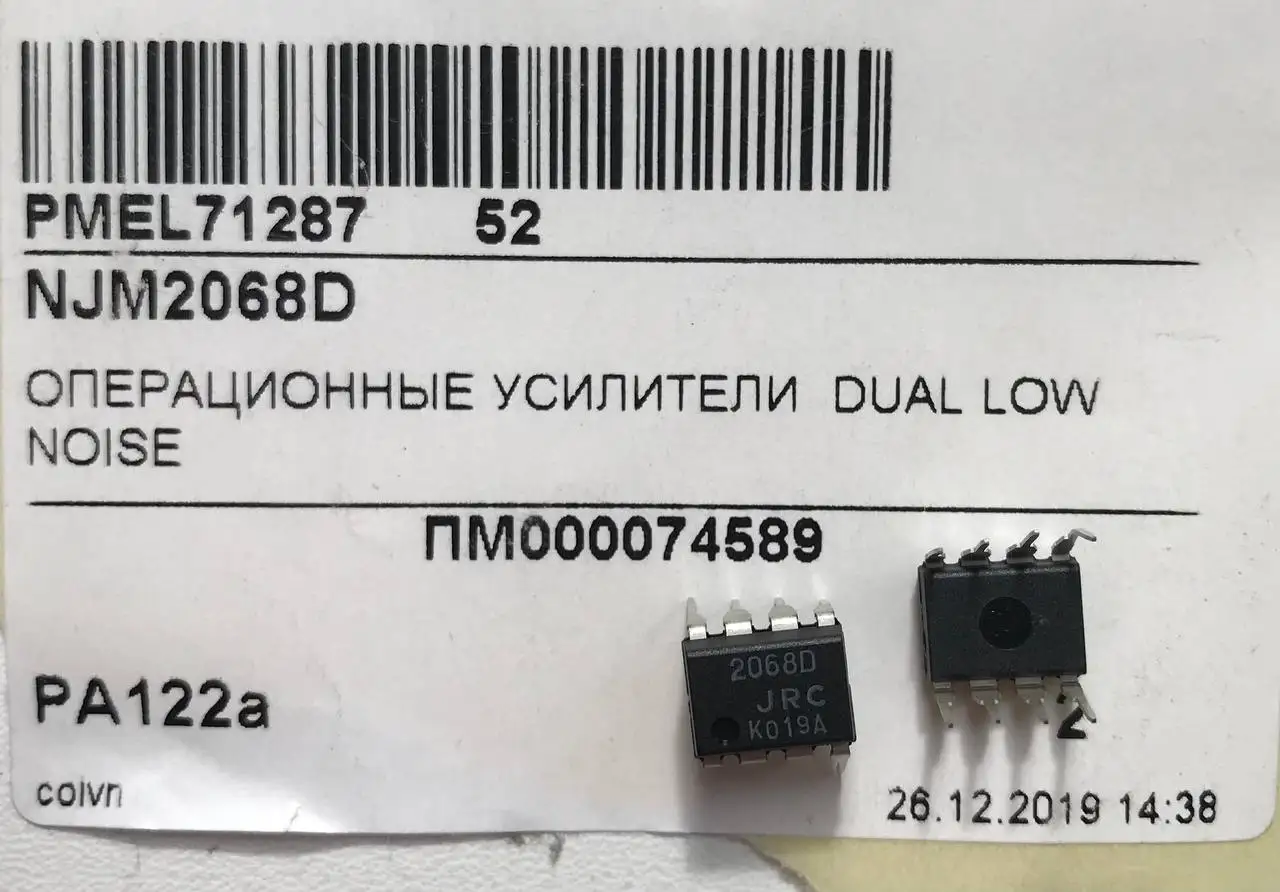 PMEL71287 52
NJM2068D
ОПЕРАЦИОННЫЕ УСИЛИТЕЛИ DUAL LOW
NOISE
ПМ000074589
2068D
JRC
K019A
PA122a
2
coivn
26.12.2019 14:38